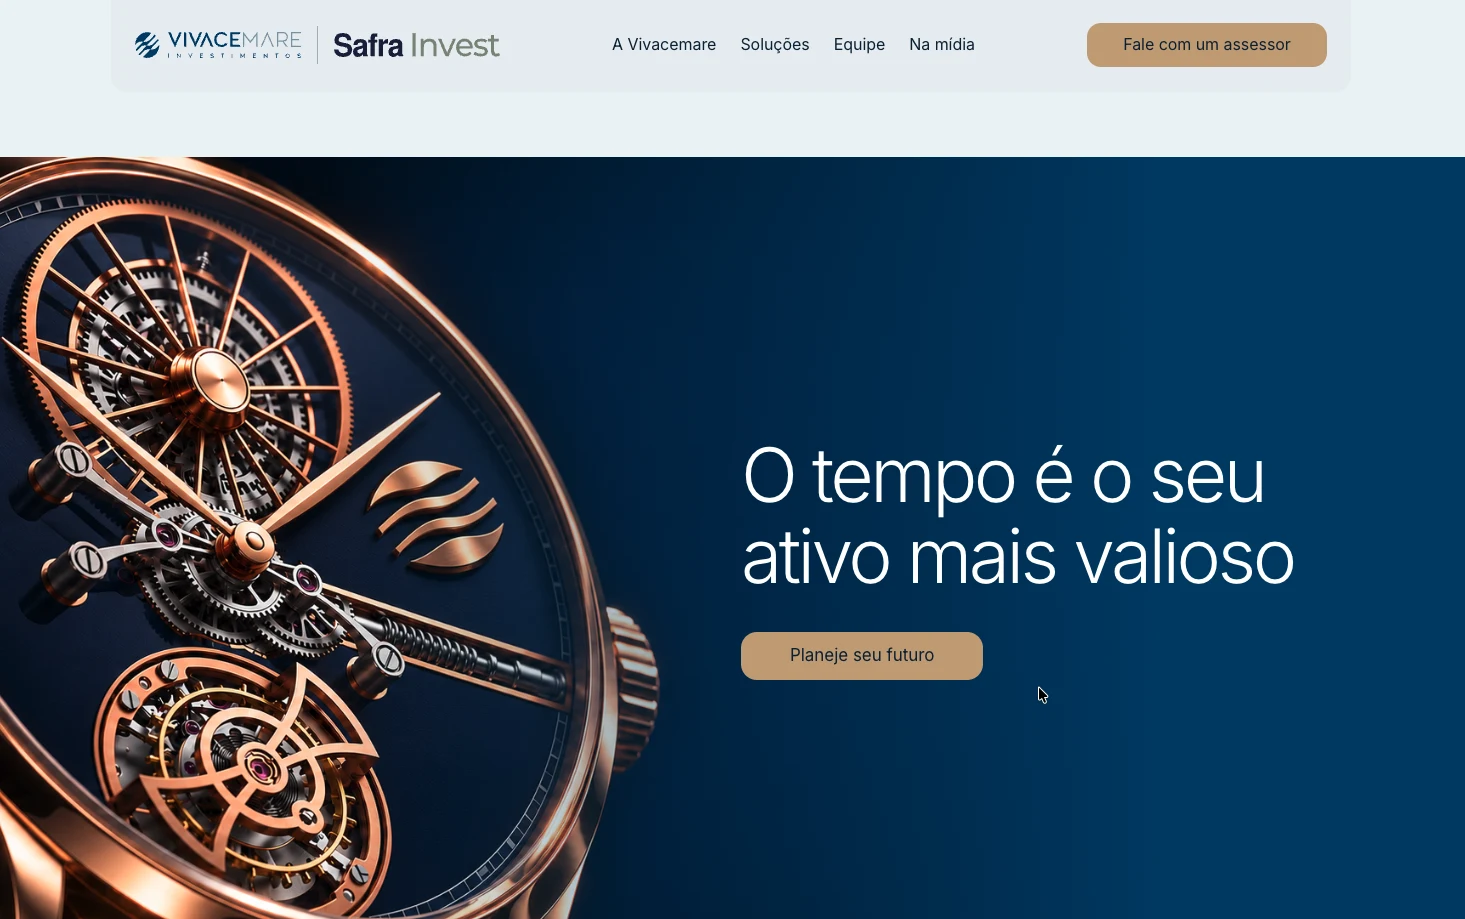 VIVACEMARE
INVESTIMENTOS
Safra Invest
A Vivacemare
Soluções
Equipe
Na mídia
Fale com um assessor
O tempo é o seu
ativo mais valioso
Planeje seu futuro